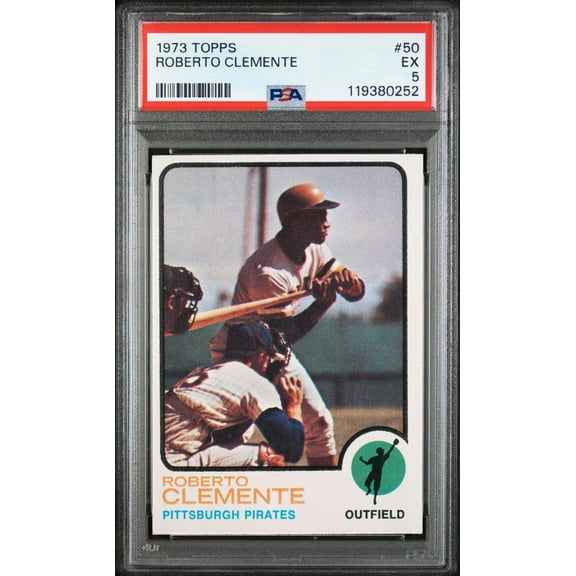 1973 TOPPS #50
ROBERTO CLEMENTE EX
5
PSA 119380252
ROBERTO
CLEMENTE
PITTSBURGH PIRATES OUTFIELD